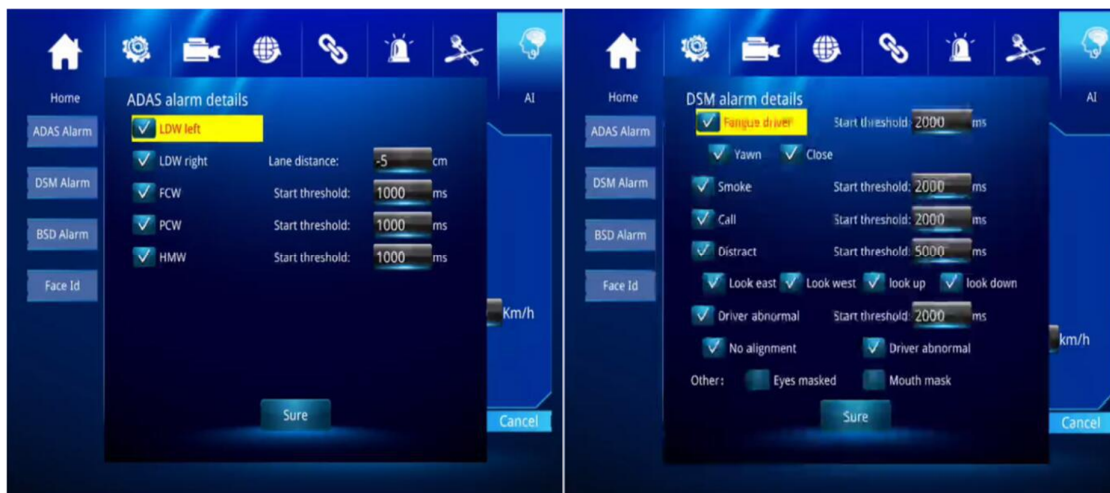 Home
AI
ADAS alarm details
ADAS Alarm
LDW left
LDW right Lane distance: -5 cm
DSM Alarm
FCW Start threshold: 1000 ms
PCW Start threshold: 1000 ms
BSD Alarm
HMW Start threshold: 1000 ms
Face Id
Km/h
Sure
Cancel
Home
AI
DSM alarm details
ADAS Alarm
Fangue driver Start threshold: 2000 ms
Yawn Close
DSM Alarm
Smoke Start threshold: 2000 ms
Call Start threshold: 2000 ms
BSD Alarm
Distract Start threshold: 5000 ms
Face Id
Look east Look west look up look down
Driver abnormal Start threshold: 2000 ms
km/h
No alignment Driver abnormal
Other: Eyes masked Mouth mask
Sure
Cancel